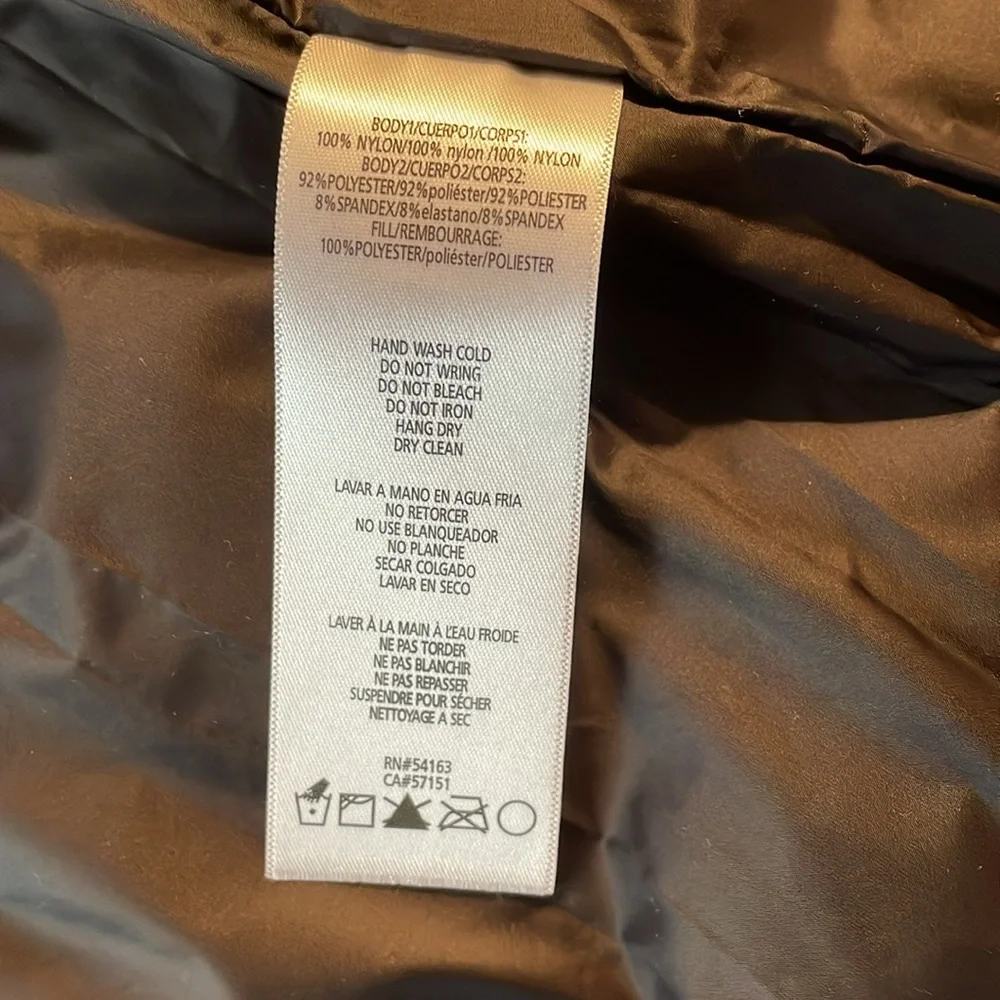 BODY1/CUERPO1/CORPS1:
100% NYLON/100% nylon /100% NYLON
BODY2/CUERPO2/CORPS2:
92%POLYESTER/92%poliéster/92%POLIESTER
8%SPANDEX/8%elastano/8%SPANDEX
FILL/REMBOURRAGE:
100%POLYESTER/poliéster/POLIESTER
HAND WASH COLD
DO NOT WRING
DO NOT BLEACH
DO NOT IRON
HANG DRY
DRY CLEAN
LAVAR A MANO EN AGUA FRIA
NO RETORCER
NO USE BLANQUEADOR
NO PLANCHE
SECAR COLGADO
LAVAR EN SECO
LAVER À LA MAIN À L'EAU FROIDE
NE PAS TORDER
NE PAS BLANCHIR
NE PAS REPASSER
SUSPENDRE POUR SÉCHER
NETTOYAGE A SEC
RN#54163
CA#57151